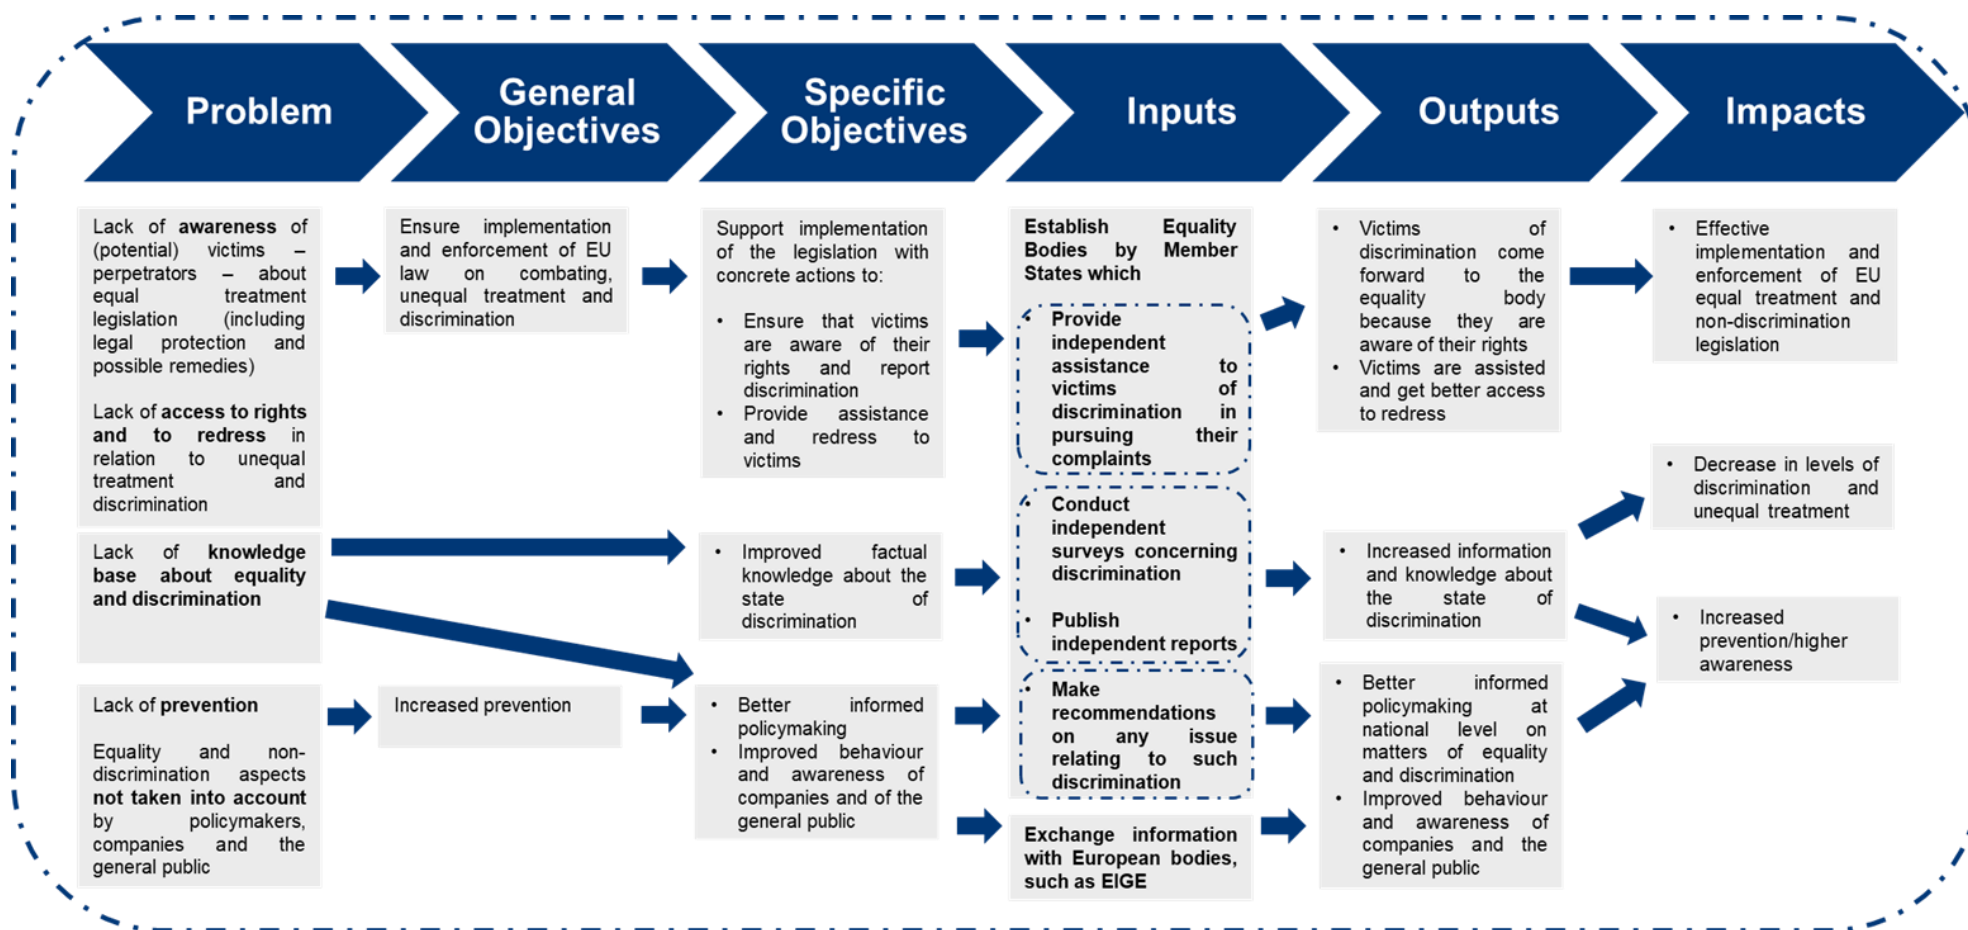 Problem
General
Objectives
Specific
Objectives
Inputs
Outputs
Impacts
Lack of awareness of
(potential) victims –
perpetrators – about
equal treatment
legislation (including
legal protection and
possible remedies)
Lack of access to rights
and to redress in
relation to unequal
treatment and
discrimination
Lack of knowledge
base about equality
and discrimination
Lack of prevention
Equality and non-
discrimination aspects
not taken into account
by policymakers,
companies and the
general public
Ensure implementation
and enforcement of EU
law on combating,
unequal treatment and
discrimination
Increased prevention
Support implementation
of the legislation with
concrete actions to:
• Ensure that victims
are aware of their
rights and report
discrimination
• Provide assistance
and redress to
victims
• Improved factual
knowledge about the
state of
discrimination
• Better informed
policymaking
• Improved behaviour
and awareness of
companies and of the
general public
Establish Equality
Bodies by Member
States which
• Provide
independent
assistance to
victims of
discrimination in
pursuing their
complaints
• Conduct
independent
surveys concerning
discrimination
• Publish
independent reports
• Make
recommendations
on any issue
relating to such
discrimination
Exchange information
with European bodies,
such as EIGE
• Victims of
discrimination come
forward to the
equality body
because they are
aware of their rights
• Victims are assisted
and get better access
to redress
• Increased information
and knowledge about
the state of
discrimination
• Better informed
policymaking at
national level on
matters of equality
and discrimination
• Improved behaviour
and awareness of
companies and the
general public
• Effective
implementation and
enforcement of EU
equal treatment and
non-discrimination
legislation
• Decrease in levels of
discrimination and
unequal treatment
• Increased
prevention/higher
awareness